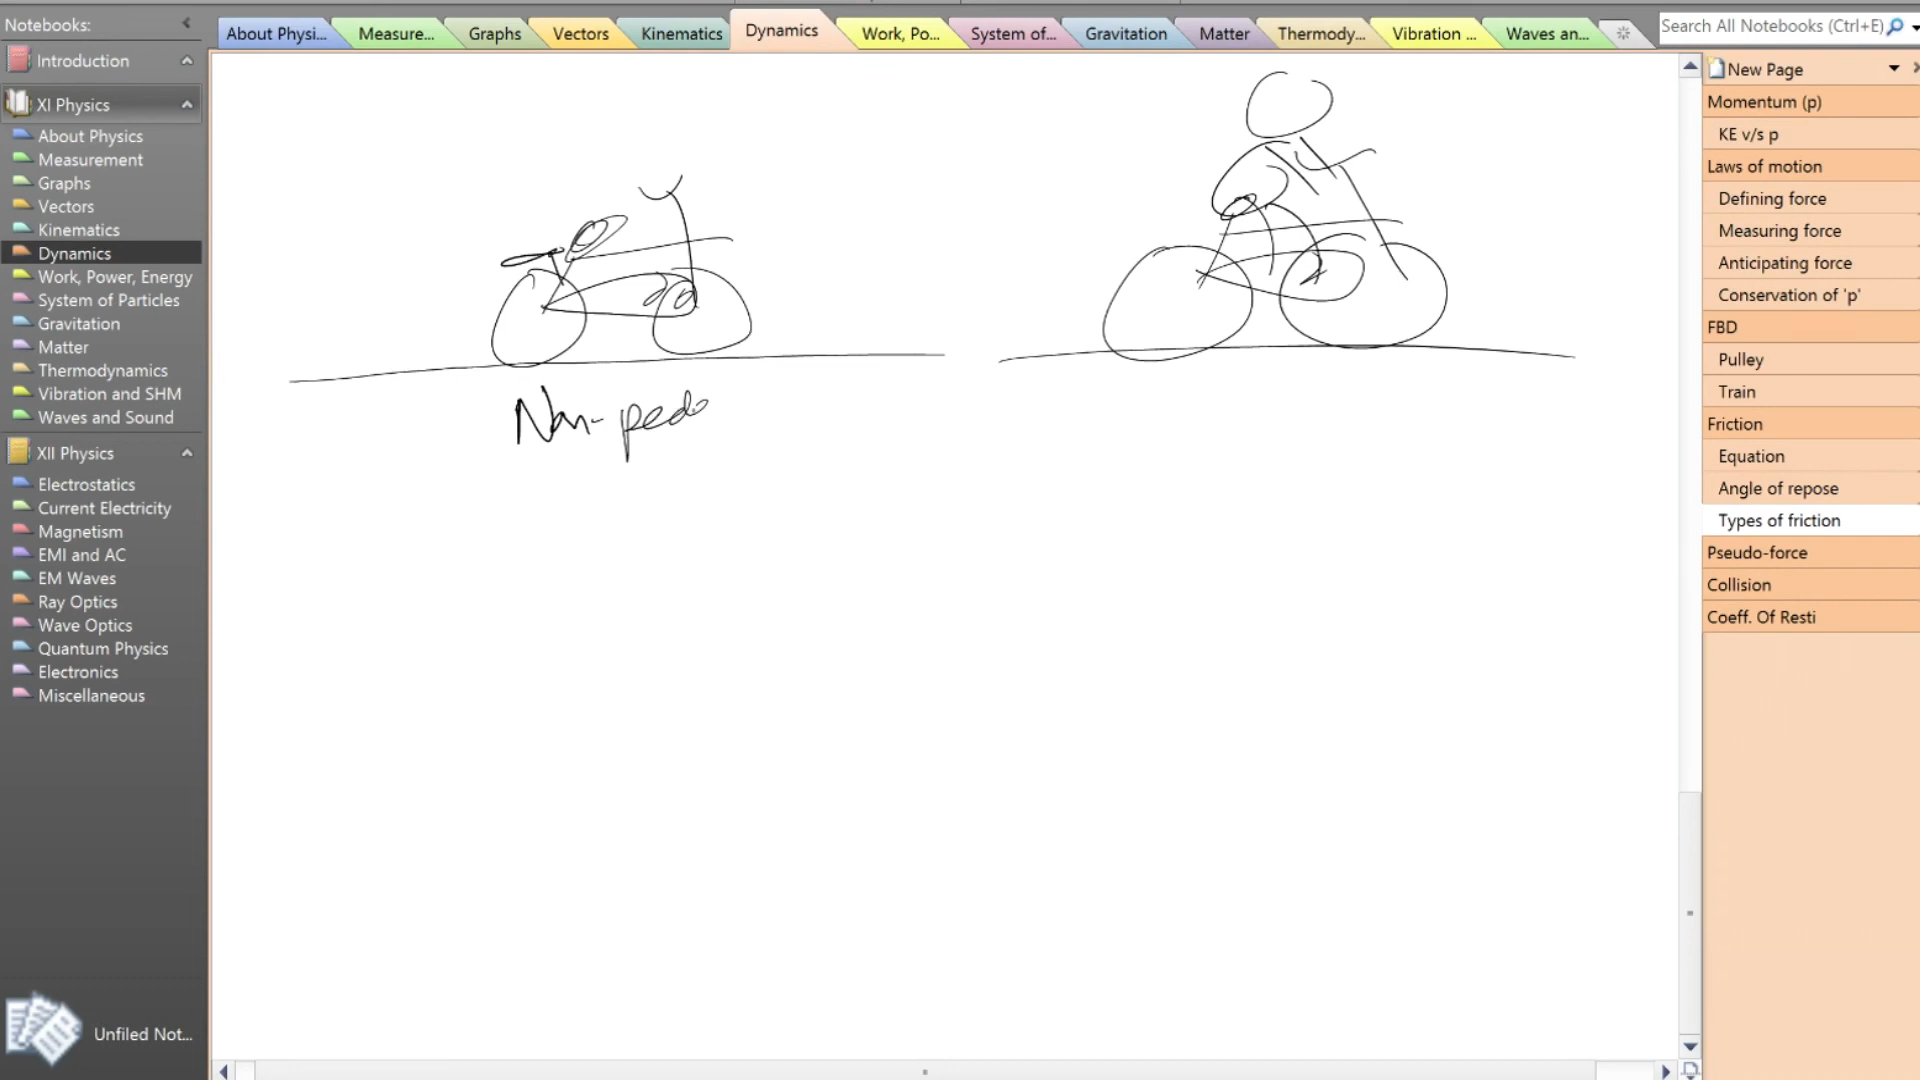 Notebooks:
Introduction
XI Physics
About Physics
Measurement
Graphs
Vectors
Kinematics
Dynamics
Work, Power, Energy
System of Particles
Gravitation
Matter
Thermodynamics
Vibration and SHM
Waves and Sound
XII Physics
Electrostatics
Current Electricity
Magnetism
EMI and AC
EM Waves
Ray Optics
Wave Optics
Quantum Physics
Electronics
Miscellaneous
Unfiled Not...
About Physi...
Measure...
Graphs
Vectors
Kinematics
Dynamics
Work, Po...
System of...
Gravitation
Matter
Thermody...
Vibration ...
Waves an...
Search All Notebooks (Ctrl+E)
Non-peda
New Page
Momentum (p)
KE v/s p
Laws of motion
Defining force
Measuring force
Anticipating force
Conservation of 'p'
FBD
Pulley
Train
Friction
Equation
Angle of repose
Types of friction
Pseudo-force
Collision
Coeff. Of Resti